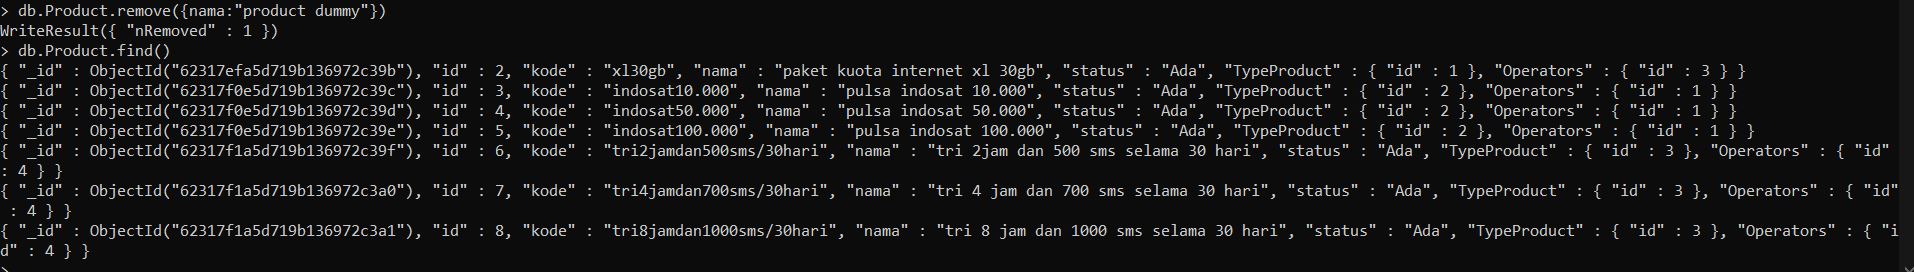 > db.Product.remove({nama:"product dummy"})
WriteResult({ "nRemoved" : 1 })
> db.Product.find()
{ "_id" : ObjectId("62317efa5d719b136972c39b"), "id" : 2, "kode" : "xl30gb", "nama" : "paket kuota internet xl 30gb", "status" : "Ada", "TypeProduct" : { "id" : 1 }, "Operators" : { "id" : 3 } }
{ "_id" : ObjectId("62317f0e5d719b136972c39c"), "id" : 3, "kode" : "indosat10.000", "nama" : "pulsa indosat 10.000", "status" : "Ada", "TypeProduct" : { "id" : 2 }, "Operators" : { "id" : 1 } }
{ "_id" : ObjectId("62317f0e5d719b136972c39d"), "id" : 4, "kode" : "indosat50.000", "nama" : "pulsa indosat 50.000", "status" : "Ada", "TypeProduct" : { "id" : 2 }, "Operators" : { "id" : 1 } }
{ "_id" : ObjectId("62317f0e5d719b136972c39e"), "id" : 5, "kode" : "indosat100.000", "nama" : "pulsa indosat 100.000", "status" : "Ada", "TypeProduct" : { "id" : 2 }, "Operators" : { "id" : 1 } }
{ "_id" : ObjectId("62317f1a5d719b136972c39f"), "id" : 6, "kode" : "tri2jamdan500sms/30hari", "nama" : "tri 2jam dan 500 sms selama 30 hari", "status" : "Ada", "TypeProduct" : { "id" : 3 }, "Operators" : { "id"
: 4 } }
{ "_id" : ObjectId("62317f1a5d719b136972c3a0"), "id" : 7, "kode" : "tri4jamdan700sms/30hari", "nama" : "tri 4 jam dan 700 sms selama 30 hari", "status" : "Ada", "TypeProduct" : { "id" : 3 }, "Operators" : { "id"
 : 4 } }
{ "_id" : ObjectId("62317f1a5d719b136972c3a1"), "id" : 8, "kode" : "tri8jamdan1000sms/30hari", "nama" : "tri 8 jam dan 1000 sms selama 30 hari", "status" : "Ada", "TypeProduct" : { "id" : 3 }, "Operators" : { "i
d" : 4 } }
>